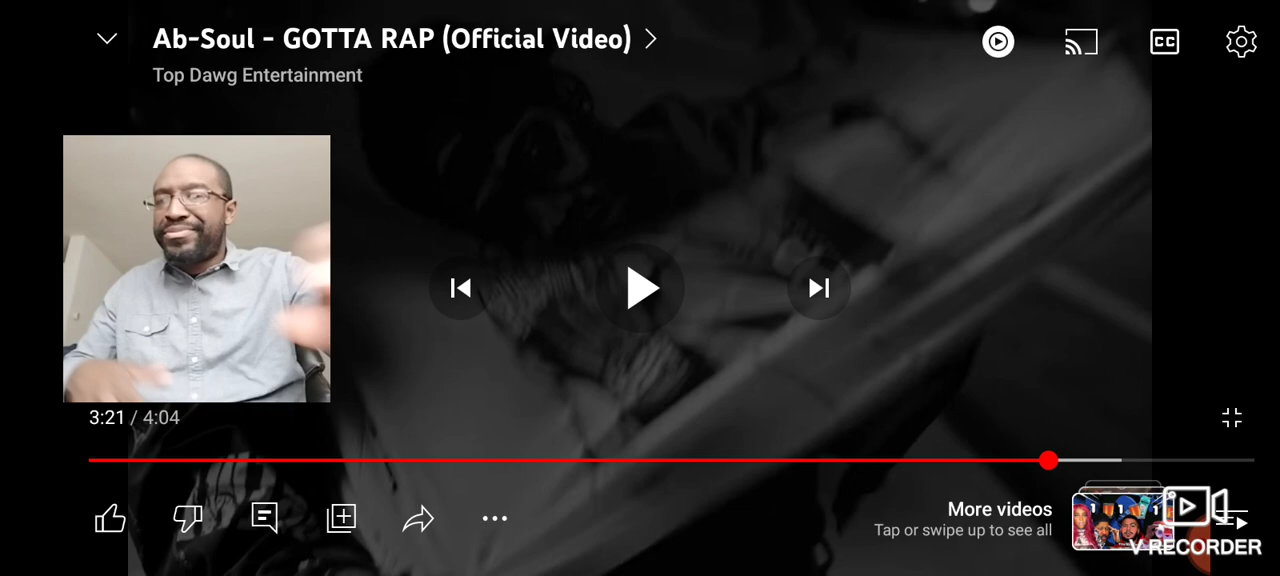 Ab-Soul - GOTTA RAP (Official Video)
Top Dawg Entertainment
CC
3:21 / 4:04
More videos
Tap or swipe up to see all
V RECORDER